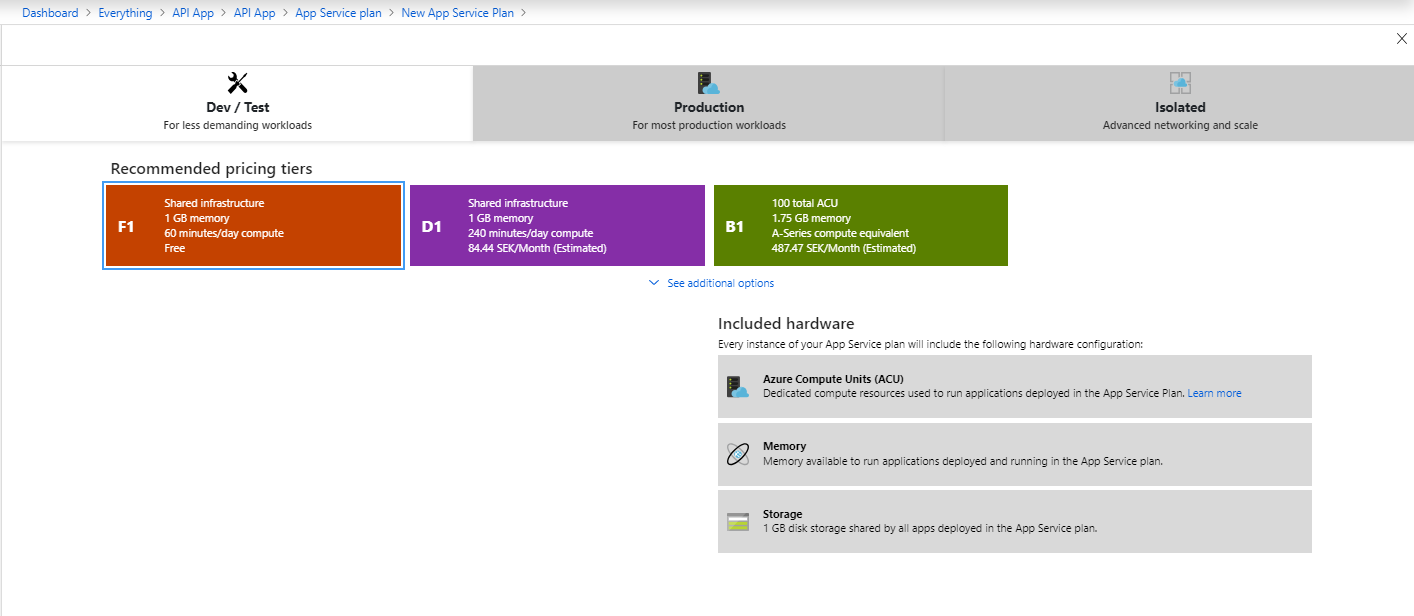 Dashboard > Everything > API App > API App > App Service plan > New App Service Plan >
Dev / Test
For less demanding workloads
Production
For most production workloads
Isolated
Advanced networking and scale
Recommended pricing tiers
F1
Shared infrastructure
1 GB memory
60 minutes/day compute
Free
D1
Shared infrastructure
1 GB memory
240 minutes/day compute
84.44 SEK/Month (Estimated)
B1
100 total ACU
1.75 GB memory
A-Series compute equivalent
487.47 SEK/Month (Estimated)
See additional options
Included hardware
Every instance of your App Service plan will include the following hardware configuration:
Azure Compute Units (ACU)
Dedicated compute resources used to run applications deployed in the App Service Plan. Learn more
Memory
Memory available to run applications deployed and running in the App Service plan.
Storage
1 GB disk storage shared by all apps deployed in the App Service plan.